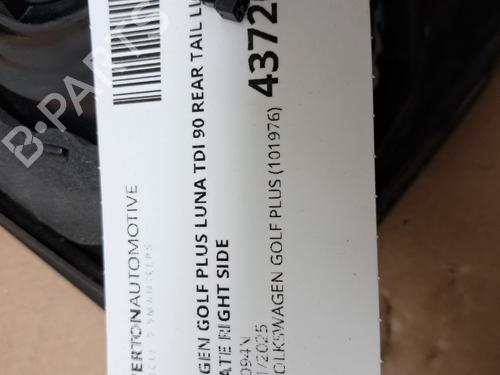 ERTONAUTOMOTIVE
GEN GOLF PLUS LUNA TDI 90 REAR TAIL
ATE RIGHT SIDE
094N
1/2025
OLKSWAGEN GOLF PLUS (101976)
4372
B-PARTS